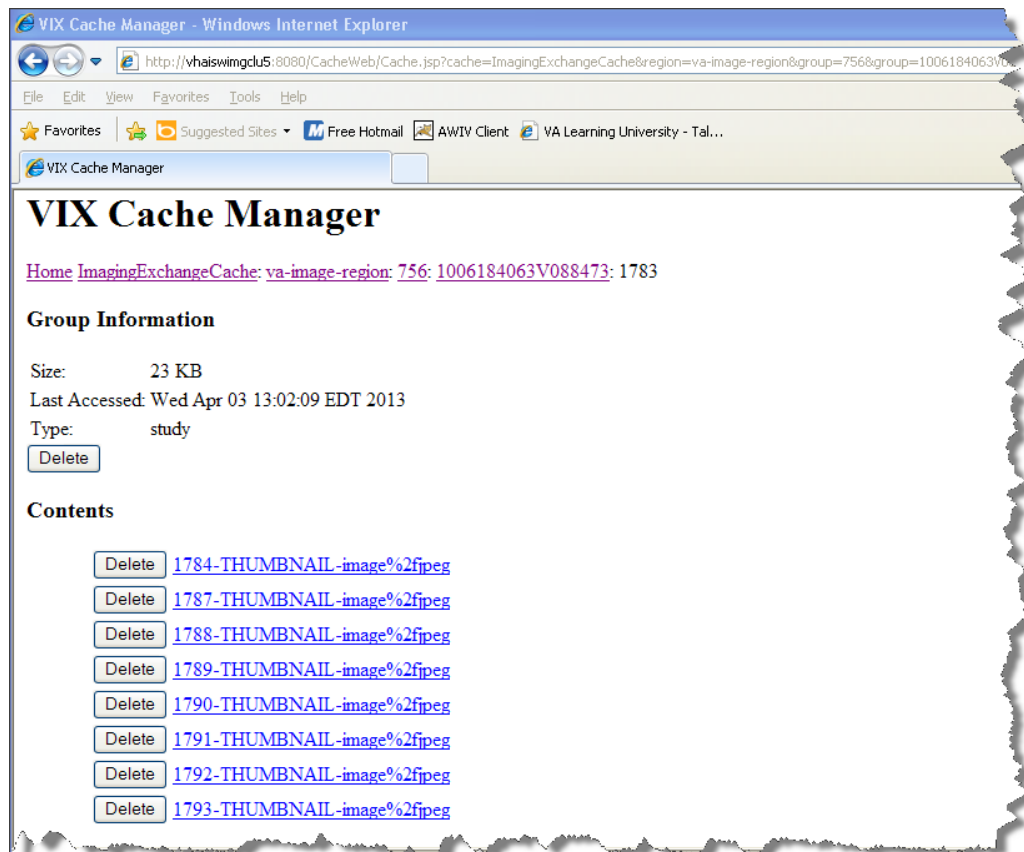 VIX Cache Manager - Windows Internet Explorer
http://vhaiswimgclu5:8080/CacheWeb/Cache.jsp?cache=ImagingExchangeCache&region=va-image-region&group=756&group=1006184063V0
File Edit View Favorites Tools Help
Favorites Suggested Sites Free Hotmail AWIV Client VA Learning University - Tal...
VIX Cache Manager
VIX Cache Manager
Home ImagingExchangeCache: va-image-region: 756: 1006184063V088473: 1783
Group Information
Size: 23 KB
Last Accessed: Wed Apr 03 13:02:09 EDT 2013
Type: study
Delete
Contents
Delete 1784-THUMBNAIL-image%2fjpeg
Delete 1787-THUMBNAIL-image%2fjpeg
Delete 1788-THUMBNAIL-image%2fjpeg
Delete 1789-THUMBNAIL-image%2fjpeg
Delete 1790-THUMBNAIL-image%2fjpeg
Delete 1791-THUMBNAIL-image%2fjpeg
Delete 1792-THUMBNAIL-image%2fjpeg
Delete 1793-THUMBNAIL-image%2fjpeg